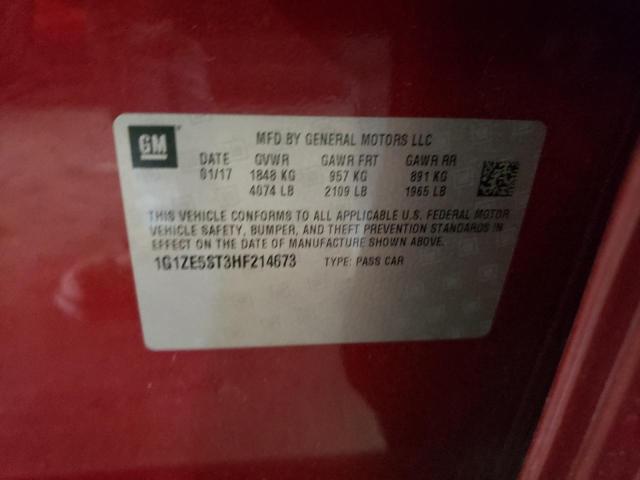 GM
MFD BY GENERAL MOTORS LLC
DATE GVWR GAWR FRT GAWR RR
01/17 1848 KG 957 KG 891 KG
4074 LB 2109 LB 1965 LB
THIS VEHICLE CONFORMS TO ALL APPLICABLE U.S. FEDERAL MOTOR
VEHICLE SAFETY, BUMPER, AND THEFT PREVENTION STANDARDS IN
EFFECT ON THE DATE OF MANUFACTURE SHOWN ABOVE.
1G1ZE5ST3HF214673 TYPE: PASS CAR